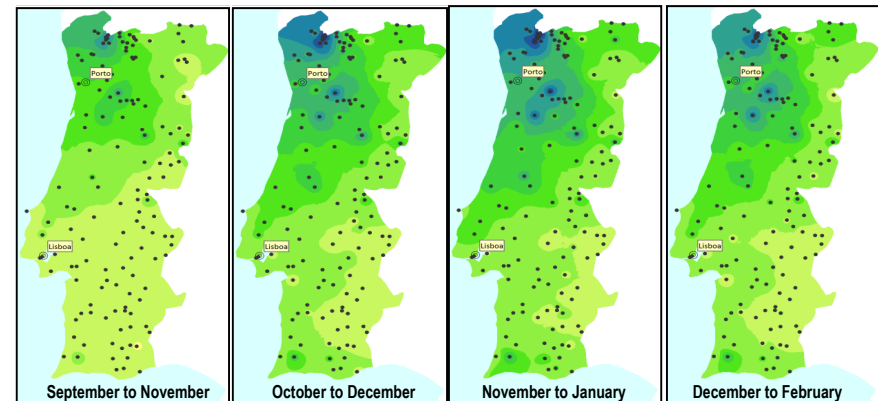 Porto
Lisboa
September to November
Porto
Lisboa
October to December
Porto
Lisboa
November to January
Porto
Lisboa
December to February